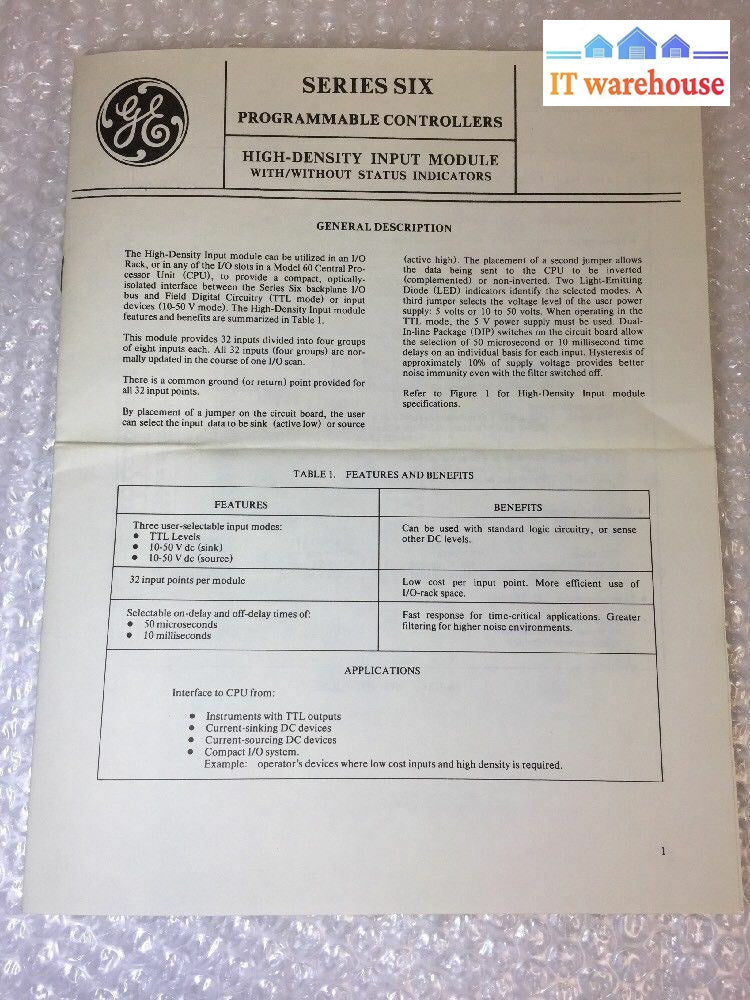 IT warehouse
GE
SERIES SIX
PROGRAMMABLE CONTROLLERS
HIGH-DENSITY INPUT MODULE
WITH/WITHOUT STATUS INDICATORS
GENERAL DESCRIPTION
The High-Density Input module can be utilized in an I/O
Rack, or in any of the I/O slots in a Model 60 Central Pro-
cessor Unit (CPU), to provide a compact, optically-
isolated interface between the Series Six backplane I/O
bus and Field Digital Circuitry (TTL mode) or input
devices (10-50 V mode). The High-Density Input module
features and benefits are summarized in Table 1.
This module provides 32 inputs divided into four groups
of eight inputs each. All 32 inputs (four groups) are nor-
mally updated in the course of one I/O scan.
There is a common ground (or return) point provided for
all 32 input points.
By placement of a jumper on the circuit board, the user
can select the input data to be sink (active low) or source
(active high). The placement of a second jumper allows
the data being sent to the CPU to be inverted
(complemented) or non-inverted. Two Light-Emitting
Diode (LED) indicators identify the selected modes. A
third jumper selects the voltage level of the user power
supply: 5 volts or 10 to 50 volts. When operating in the
TTL mode, the 5 V power supply must be used. Dual-
In-line Package (DIP) switches on the circuit board allow
the selection of 50 microsecond or 10 millisecond time
delays on an individual basis for each input. Hysteresis of
approximately 10% of supply voltage provides better
noise immunity even with the filter switched off.
Refer to Figure 1 for High-Density Input module
specifications.
TABLE 1. FEATURES AND BENEFITS
FEATURES
BENEFITS
Three user-selectable input modes:
● TTL Levels
● 10-50 V dc (sink)
● 10-50 V dc (source)
Can be used with standard logic circuitry, or sense
other DC levels.
32 input points per module
Low cost per input point. More efficient use of
I/O-rack space.
Selectable on-delay and off-delay times of:
● 50 microseconds
● 10 milliseconds
Fast response for time-critical applications. Greater
filtering for higher noise environments.
APPLICATIONS
Interface to CPU from:
● Instruments with TTL outputs
● Current-sinking DC devices
● Current-sourcing DC devices
● Compact I/O system.
Example: operator's devices where low cost inputs and high density is required.
1